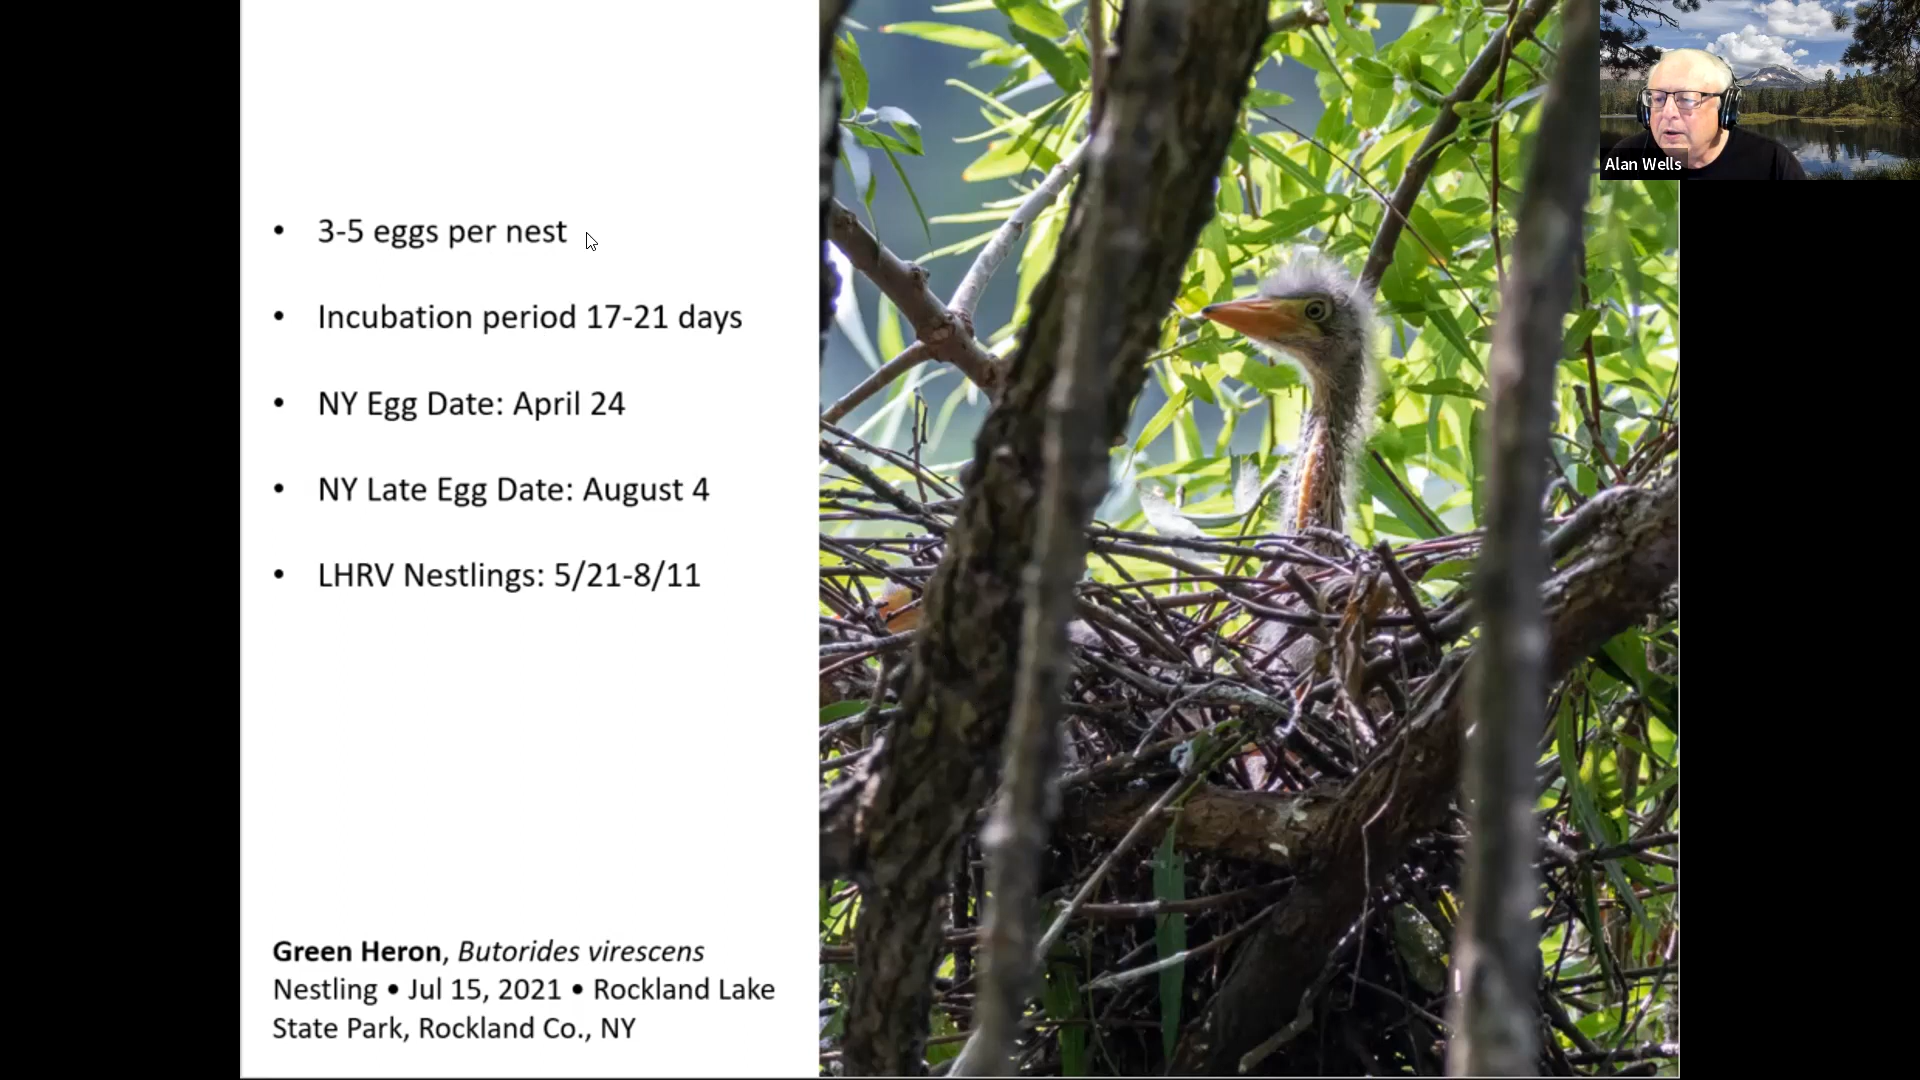 • 3-5 eggs per nest
• Incubation period 17-21 days
• NY Egg Date: April 24
• NY Late Egg Date: August 4
• LHRV Nestlings: 5/21-8/11
Green Heron, Butorides virescens
Nestling • Jul 15, 2021 • Rockland Lake
State Park, Rockland Co., NY
Alan Wells